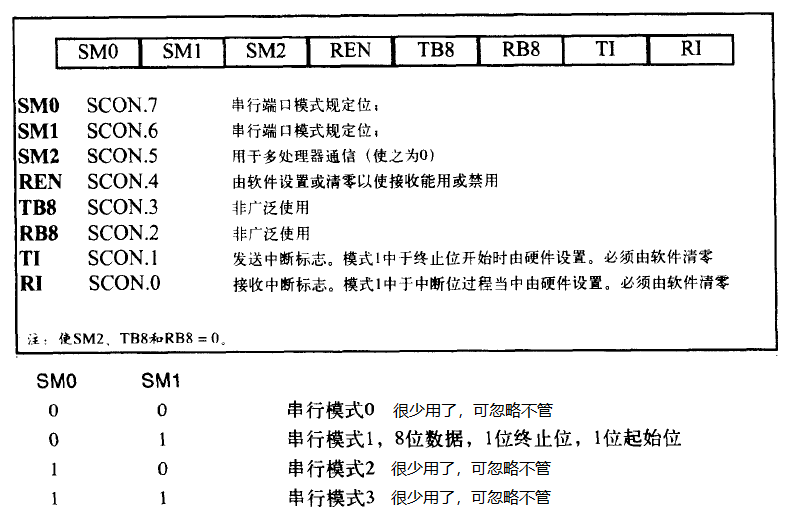 SM0 SM1 SM2 REN TB8 RB8 TI RI
SM0 SCON.7 串行端口模式规定位;
SM1 SCON.6 串行端口模式规定位;
SM2 SCON.5 用于多处理器通信(使之为0)
REN SCON.4 由软件设置或清零以使接收能用或禁用
TB8 SCON.3 非广泛使用
RB8 SCON.2 非广泛使用
TI SCON.1 发送中断标志。模式1中于终止位开始时由硬件设置。必须由软件清零
RI SCON.0 接收中断标志。模式1中于中断位过程当中由硬件设置。必须由软件清零
注:使SM2、TB8和RB8 = 0。
SM0 SM1
0 0 串行模式0 很少用了,可忽略不管
0 1 串行模式1,8位数据,1位终止位,1位起始位
1 0 串行模式2 很少用了,可忽略不管
1 1 串行模式3 很少用了,可忽略不管